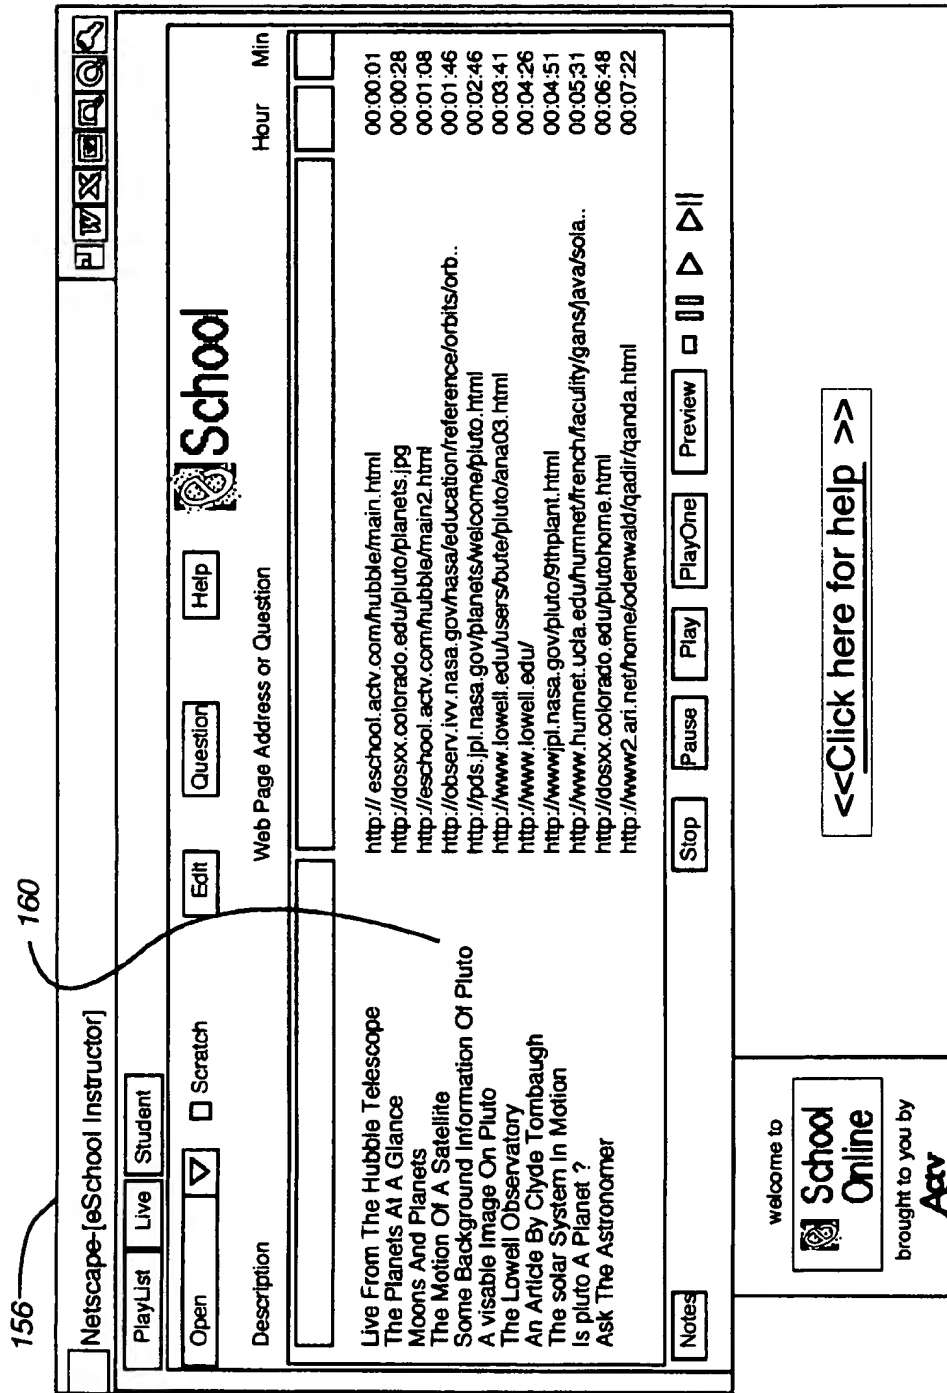 156
160
Netscape-[eSchool Instructor]
PlayList Live Student
Open Scratch Edit Question Help School
Description Web Page Address or Question Hour Min
Live From The Hubble Telescope http:// eschool.actv.com/hubble/main.html 00:00:01
The Planets At A Glance http://dosxx.colorado.edu/pluto/planets.jpg 00:00:28
Moons And Planets http://eschool.actv.com/hubble/main2.html 00:01:08
The Motion Of A Satellite http://observ.ivv.nasa.gov/nasa/education/reference/orbits/orb.. 00:01:46
Some Background Information Of Pluto http://pds.jpl.nasa.gov/planets/welcome/pluto.html 00:02:46
A visable Image On Pluto http://www.lowell.edu/users/bute/pluto/ana03.html 00:03:41
The Lowell Observatory http://www.lowell.edu/ 00:04:26
An Article By Clyde Tombaugh http://wwwjpl.nasa.gov/pluto/9thplant.html 00:04:51
The solar System In Motion http://www.humnet.ucla.edu/humnet/french/faculity/gans/java/sola.. 00:05:31
Is pluto A Planet ? http://dosxx.colorado.edu/plutohome.html 00:06:48
Ask The Astronomer http://www2.ari.net/home/odenwald/qadir/qanda.html 00:07:22
Notes Stop Pause Play PlayOne Preview
welcome to
School
Online
brought to you by
Actv
<<Click here for help >>